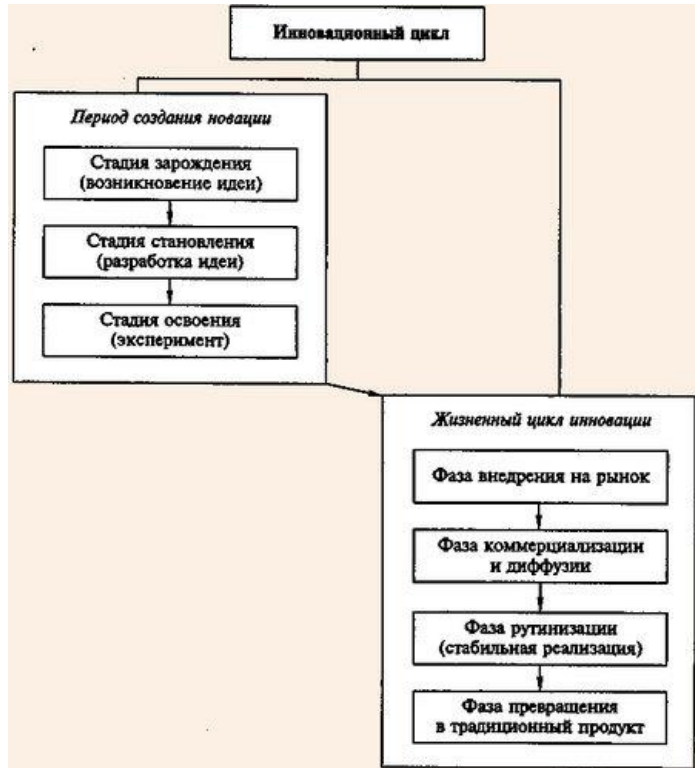 Инновационный цикл
Период создания новации
Стадия зарождения
(возникновение идеи)
Стадия становления
(разработка идеи)
Стадия освоения
(эксперимент)
Жизненный цикл инновации
Фаза внедрения на рынок
Фаза коммерциализации
и диффузии
Фаза рутинизации
(стабильная реализация)
Фаза превращения
в традиционный продукт